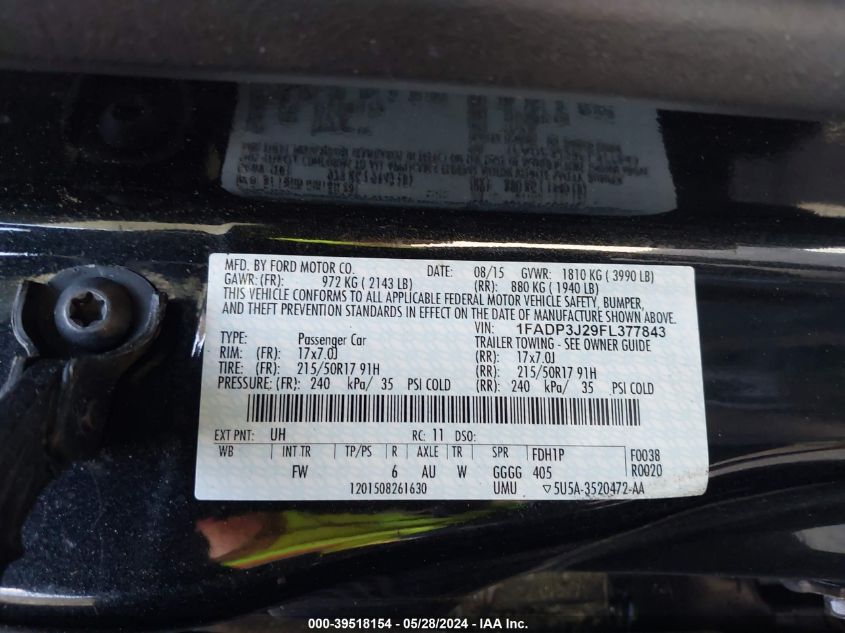 MFD. BY FORD MOTOR CO. DATE: 08/15 GVWR: 1810 KG ( 3990 LB)
GAWR: (FR): 972 KG ( 2143 LB) (RR): 880 KG ( 1940 LB)
THIS VEHICLE CONFORMS TO ALL APPLICABLE FEDERAL MOTOR VEHICLE SAFETY, BUMPER,
AND THEFT PREVENTION STANDARDS IN EFFECT ON THE DATE OF MANUFACTURE SHOWN ABOVE.
VIN: 1FADP3J29FL377843
TYPE: Passenger Car TRAILER TOWING - SEE OWNER GUIDE
RIM: (FR): 17x7.0J (RR): 17x7.0J
TIRE: (FR): 215/50R17 91H (RR): 215/50R17 91H
PRESSURE: (FR): 240 kPa/ 35 PSI COLD (RR): 240 kPa/ 35 PSI COLD
EXT PNT: UH RC: 11 DSO:
WB INT TR TP/PS R AXLE TR SPR FDH1P F0038
FW 6 AU W GGGG 405 R0020
1201508261630 UMU ▽5U5A-3520472-AA
000-39518154 - 05/28/2024 - IAA Inc.